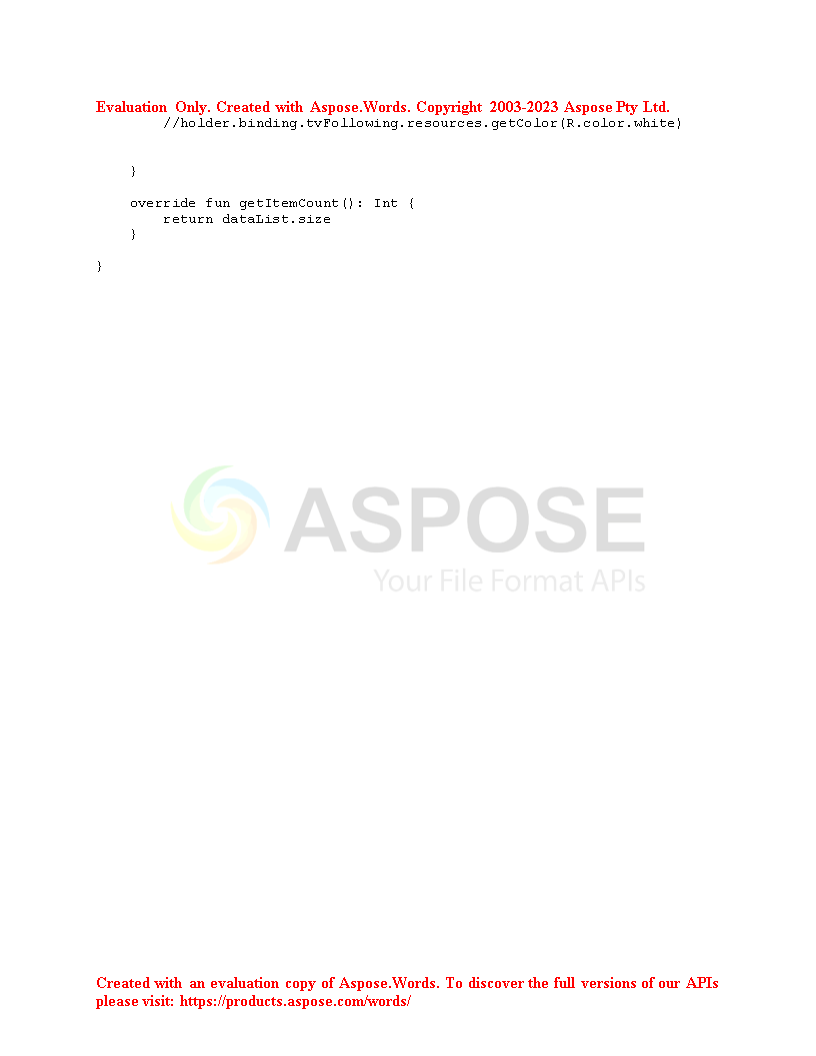 Evaluation Only. Created with Aspose.Words. Copyright 2003-2023 Aspose Pty Ltd.
//holder.binding.tvFollowing.resources.getColor(R.color.white)
}
override fun getItemCount(): Int {
return dataList.size
}
}
ASPOSE
Your File Format APIs
Created with an evaluation copy of Aspose.Words. To discover the full versions of our APIs
please visit: https://products.aspose.com/words/